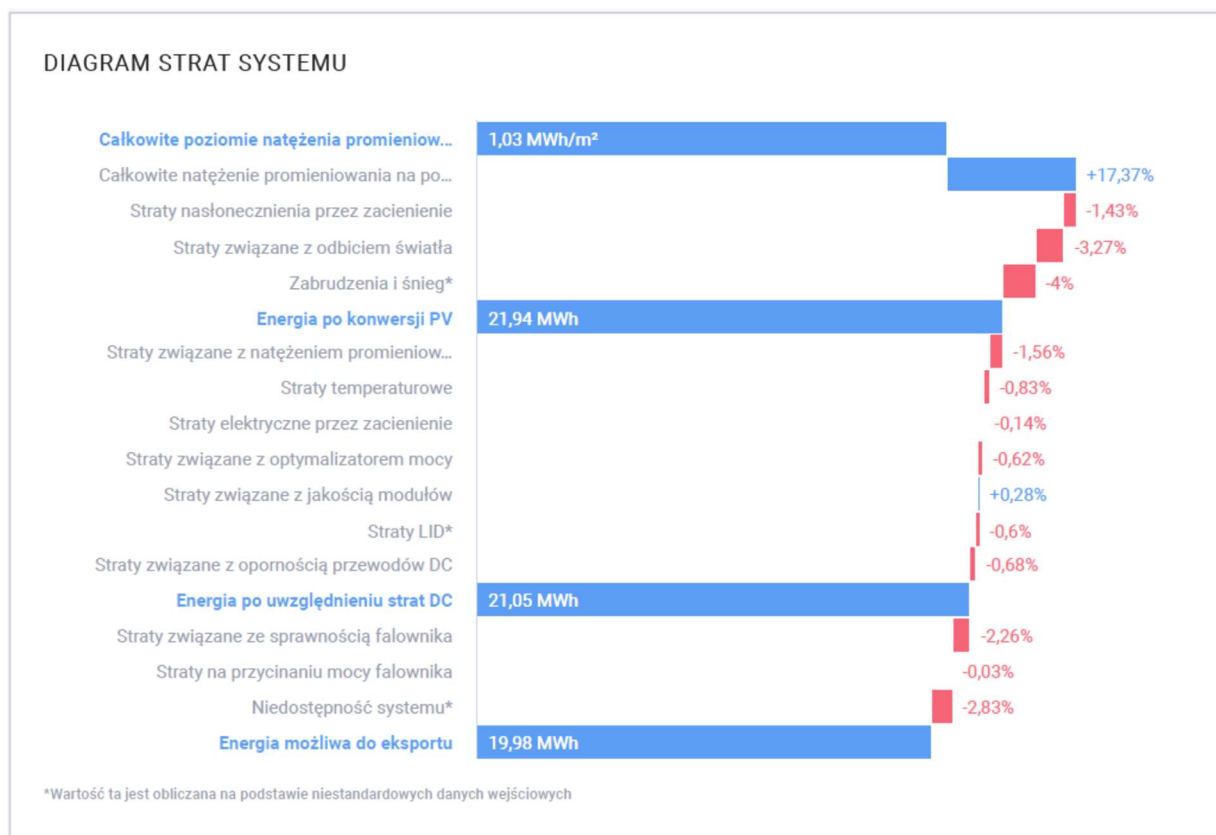 DIAGRAM STRAT SYSTEMU
Całkowite poziomie natężenia promieniow... 1,03 MWh/m²
Całkowite natężenie promieniowania na po... +17,37%
Straty nasłonecznienia przez zacienienie -1,43%
Straty związane z odbiciem światła -3,27%
Zabrudzenia i śnieg* -4%
Energia po konwersji PV 21,94 MWh
Straty związane z natężeniem promieniow... -1,56%
Straty temperaturowe -0,83%
Straty elektryczne przez zacienienie -0,14%
Straty związane z optymalizatorem mocy -0,62%
Straty związane z jakością modułów +0,28%
Straty LID* -0,6%
Straty związane z opornością przewodów DC -0,68%
Energia po uwzględnieniu strat DC 21,05 MWh
Straty związane ze sprawnością falownika -2,26%
Straty na przycinaniu mocy falownika -0,03%
Niedostępność systemu* -2,83%
Energia możliwa do eksportu 19,98 MWh
*Wartość ta jest obliczana na podstawie niestandardowych danych wejściowych